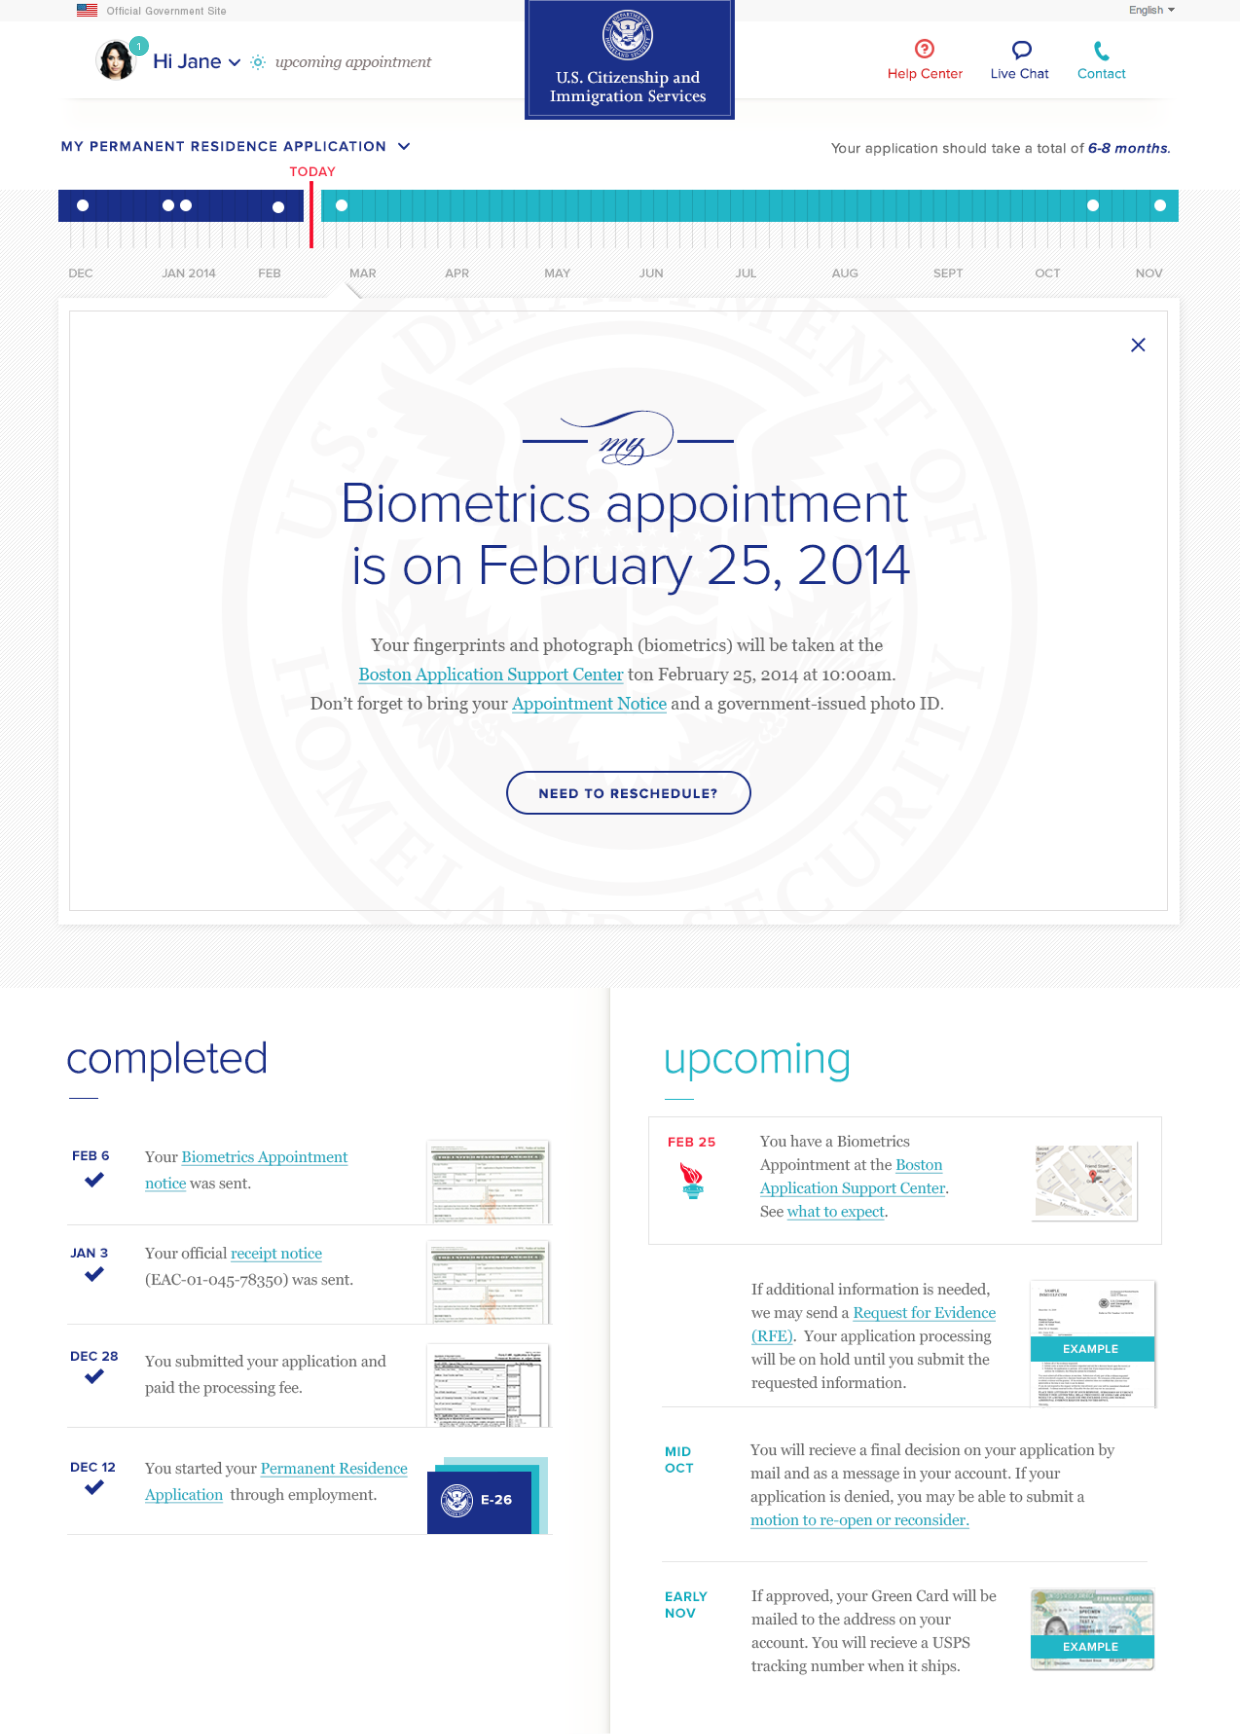 Official Government Site
English
1
Hi Jane
upcoming appointment
U.S. Citizenship and
Immigration Services
Help Center
Live Chat
Contact
MY PERMANENT RESIDENCE APPLICATION
Your application should take a total of 6-8 months.
TODAY
DEC JAN 2014 FEB MAR APR MAY JUN JUL AUG SEPT OCT NOV
U.S. DEPARTMENT OF
HOMELAND SECURITY
my
Biometrics appointment
is on February 25, 2014
Your fingerprints and photograph (biometrics) will be taken at the
Boston Application Support Center ton February 25, 2014 at 10:00am.
Don't forget to bring your Appointment Notice and a government-issued photo ID.
NEED TO RESCHEDULE?
completed
FEB 6
Your Biometrics Appointment
notice was sent.
JAN 3
Your official receipt notice
(EAC-01-045-78350) was sent.
DEC 28
You submitted your application and
paid the processing fee.
DEC 12
You started your Permanent Residence
Application through employment.
E-26
upcoming
FEB 25
You have a Biometrics
Appointment at the Boston
Application Support Center.
See what to expect.
If additional information is needed,
we may send a Request for Evidence
(RFE). Your application processing
will be on hold until you submit the
requested information.
EXAMPLE
MID
OCT
You will recieve a final decision on your application by
mail and as a message in your account. If your
application is denied, you may be able to submit a
motion to re-open or reconsider.
EARLY
NOV
If approved, your Green Card will be
mailed to the address on your
account. You will recieve a USPS
tracking number when it ships.
EXAMPLE